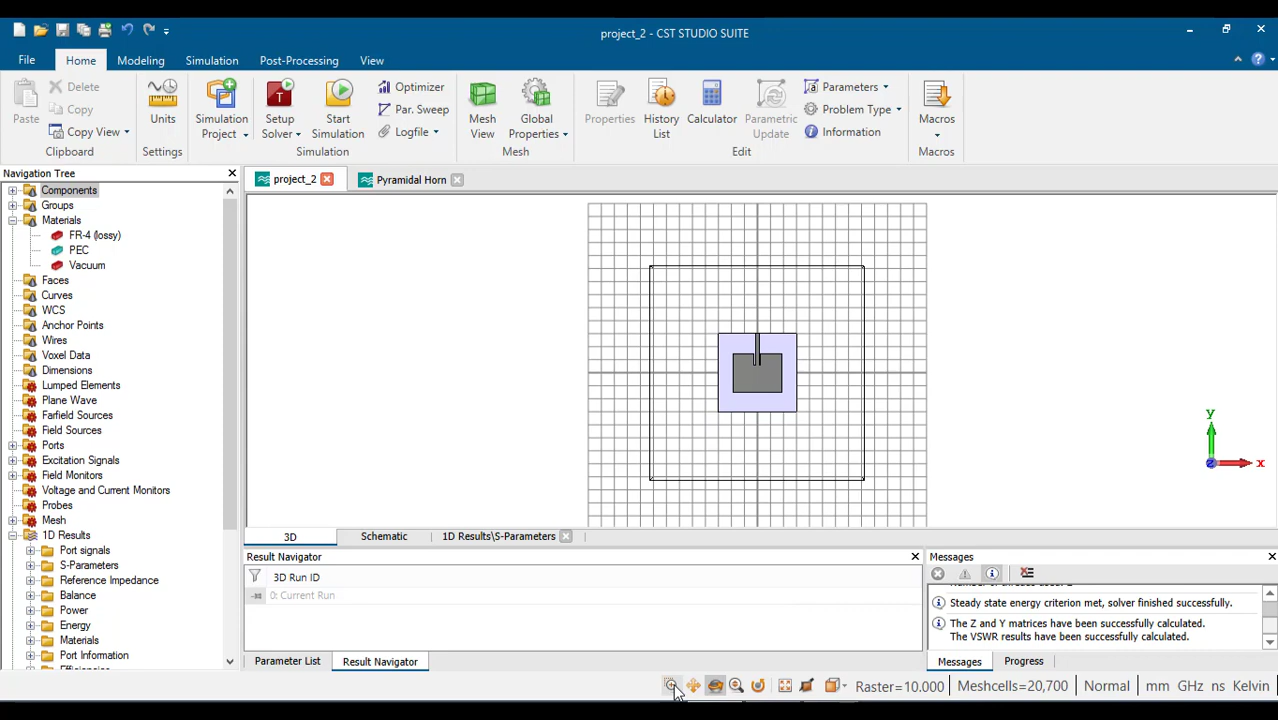 project_2 - CST STUDIO SUITE
File Home Modeling Simulation Post-Processing View
Paste
Delete
Copy
Copy View
Clipboard
Units
Settings
Simulation
Project
Setup
Solver
Start
Simulation
Optimizer
Par. Sweep
Logfile
Simulation
Mesh
View
Global
Properties
Mesh
Properties
History
List
Calculator
Parametric
Update
Parameters
Problem Type
Information
Edit
Macros
Macros
Navigation Tree
Components
Groups
Materials
FR-4 (lossy)
PEC
Vacuum
Faces
Curves
WCS
Anchor Points
Wires
Voxel Data
Dimensions
Lumped Elements
Plane Wave
Farfield Sources
Field Sources
Ports
Excitation Signals
Field Monitors
Voltage and Current Monitors
Probes
Mesh
1D Results
Port signals
S-Parameters
Reference Impedance
Balance
Power
Energy
Materials
Port Information
project_2 Pyramidal Horn
y
x
z
3D Schematic 1D Results\S-Parameters
Result Navigator
3D Run ID
0: Current Run
Parameter List Result Navigator
Messages
Steady state energy criterion met, solver finished successfully.
The Z and Y matrices have been successfully calculated.
The VSWR results have been successfully calculated.
Messages Progress
Raster=10.000 Meshcells=20,700 Normal mm GHz ns Kelvin